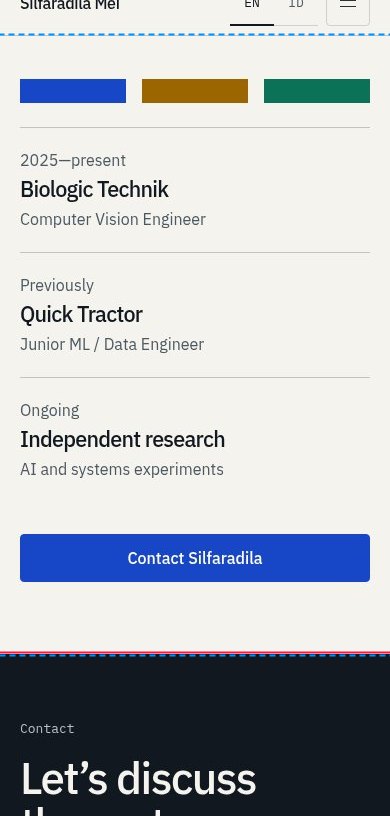 Silfaradila Mei
EN ID
2025—present
Biologic Technik
Computer Vision Engineer
Previously
Quick Tractor
Junior ML / Data Engineer
Ongoing
Independent research
AI and systems experiments
Contact Silfaradila
Contact
Let’s discuss